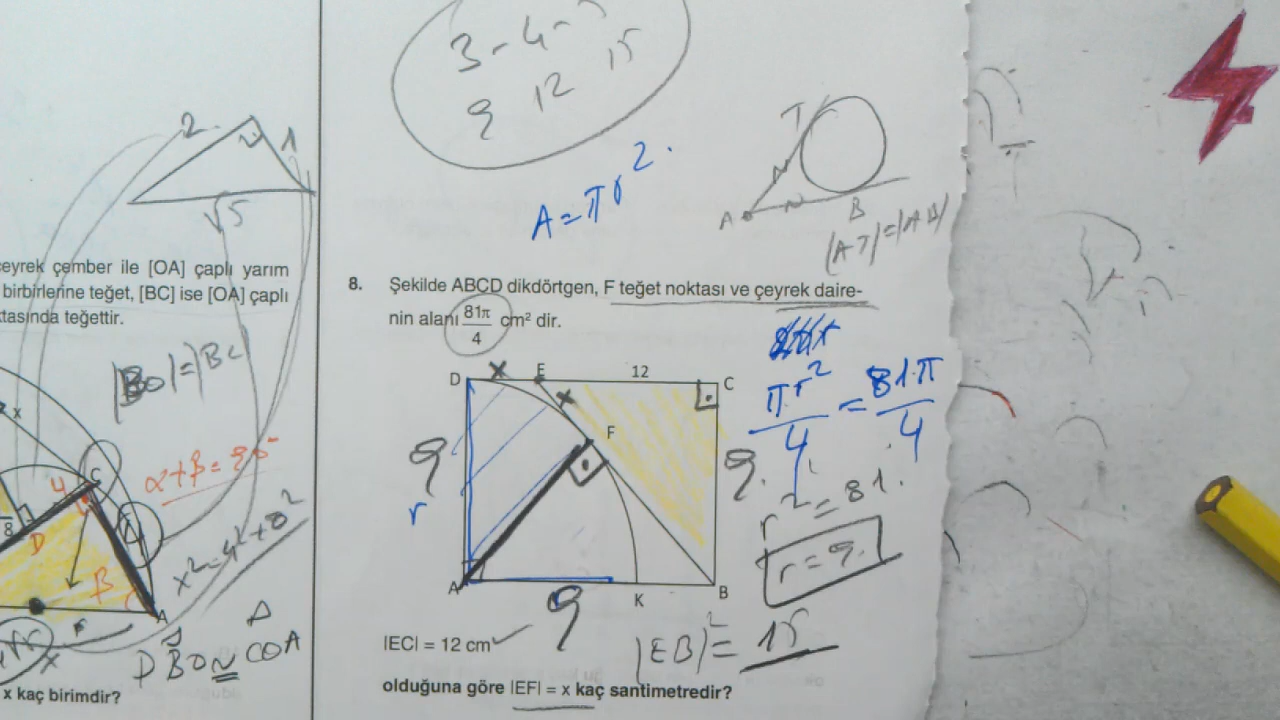 3-4-5
9 12 15
A = πr².
T
A
B
|AT|=|AB|
2
1
√5
çeyrek çember ile [OA] çaplı yarım
birbirlerine teğet, [BC] ise [OA] çaplı
ktasında teğettir.
|BO|=|BC|
x
C
4
α+β=90°
√8
D
β
A
r
x
x²=4²+8²
DBO ~ COA
x kaç birimdir?
8. Şekilde ABCD dikdörtgen, F teğet noktası ve çeyrek daire-
nin alanı 81π/4 cm² dir.
D x E 12 C
x
F
9
r
9.
A K B
9
πr²/4 = 81.π/4
r²=81.
r=9.
|EC| = 12 cm
|EB|²= 15
olduğuna göre |EF| = x kaç santimetredir?